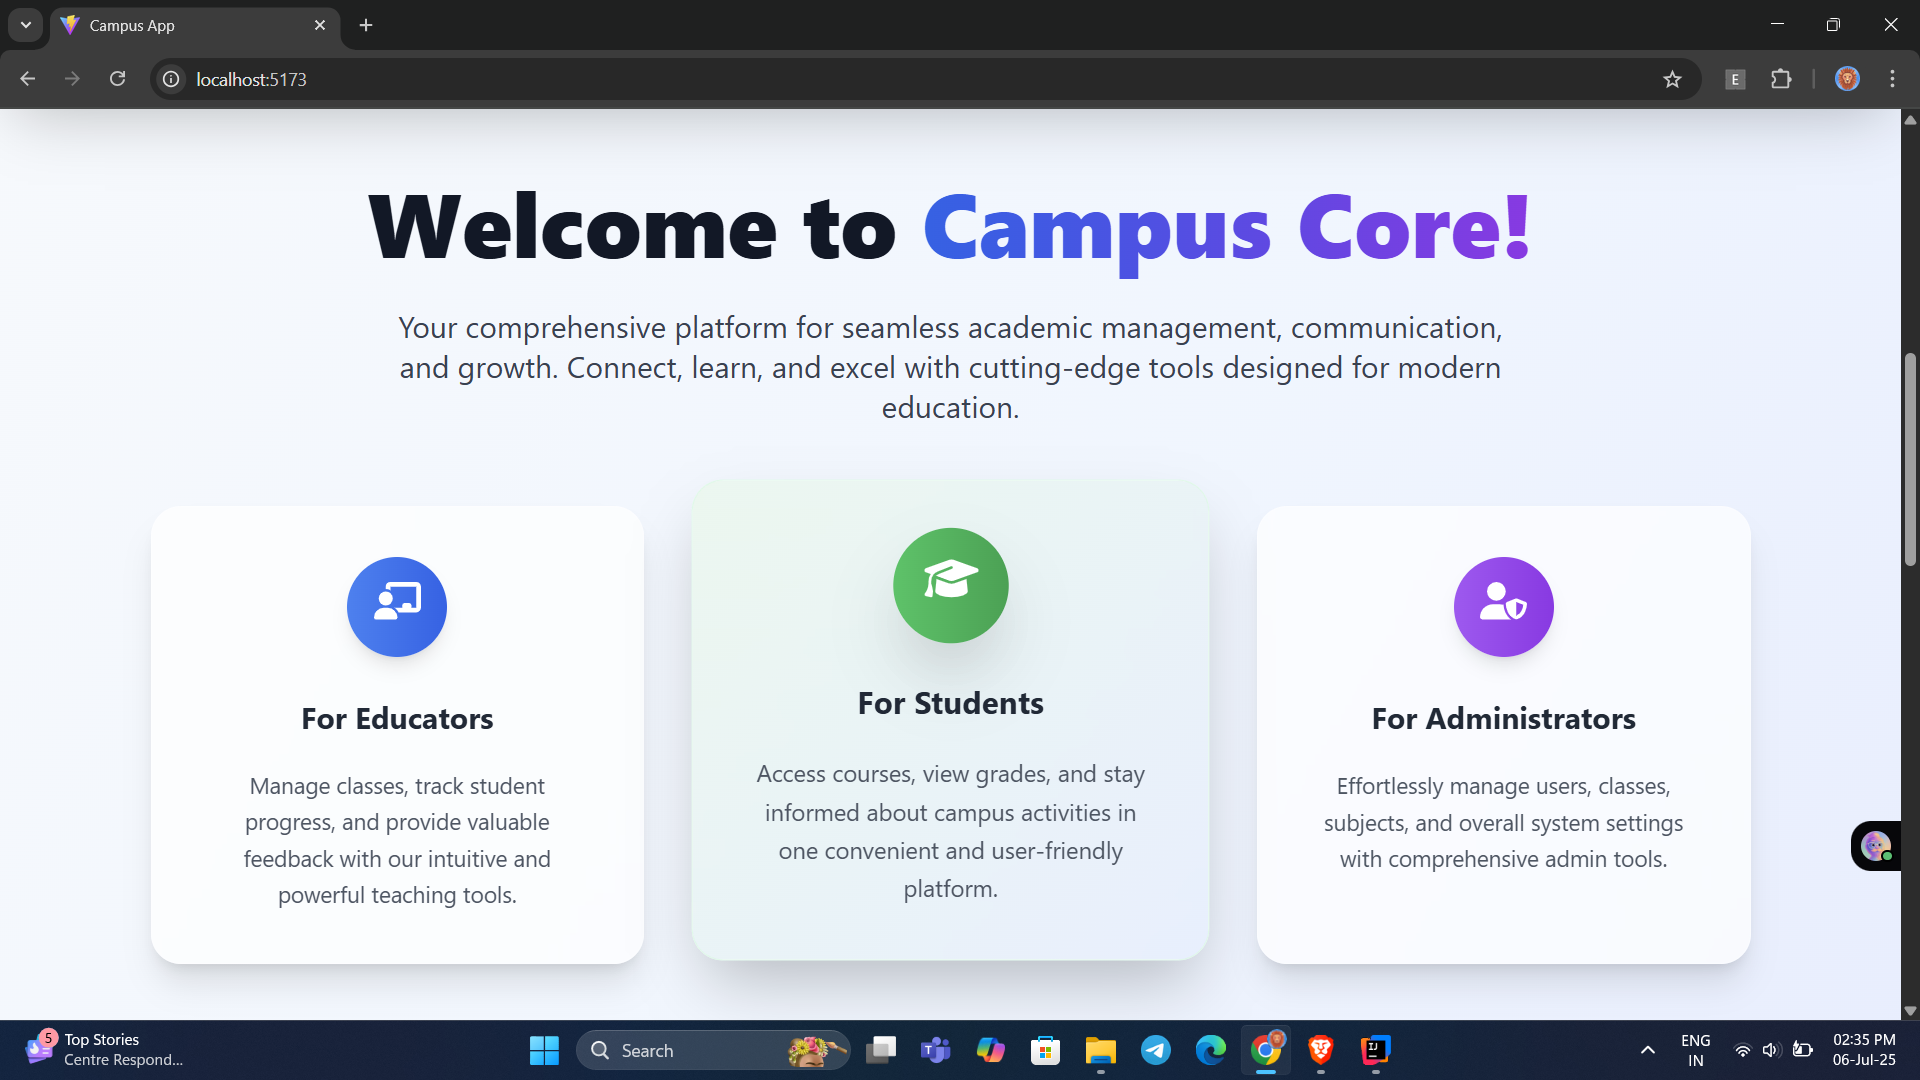 Campus App
localhost:5173
E
Welcome to Campus Core!
Your comprehensive platform for seamless academic management, communication,
and growth. Connect, learn, and excel with cutting-edge tools designed for modern
education.
For Educators
Manage classes, track student
progress, and provide valuable
feedback with our intuitive and
powerful teaching tools.
For Students
Access courses, view grades, and stay
informed about campus activities in
one convenient and user-friendly
platform.
For Administrators
Effortlessly manage users, classes,
subjects, and overall system settings
with comprehensive admin tools.
5
Top Stories
Centre Respond...
Search
T
IJ
ENG
IN
02:35 PM
06-Jul-25